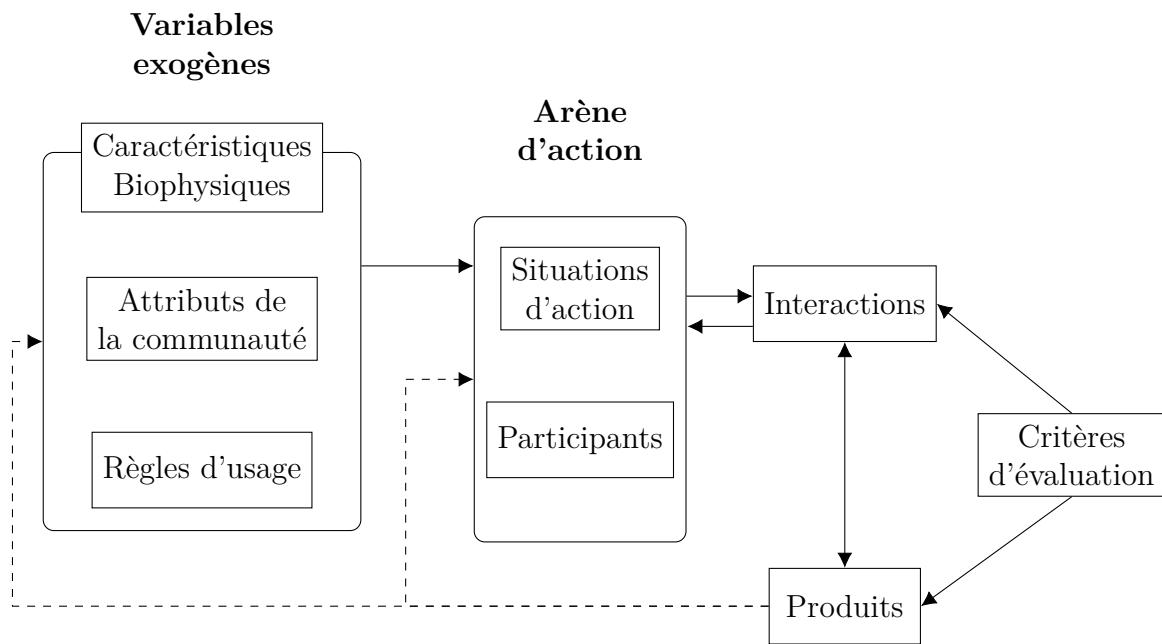 Variables
exogènes
Caractéristiques
Biophysiques
Attributs de
la communauté
Règles d'usage
Arène
d'action
Situations
d'action
Participants
Interactions
Critères
d'évaluation
Produits